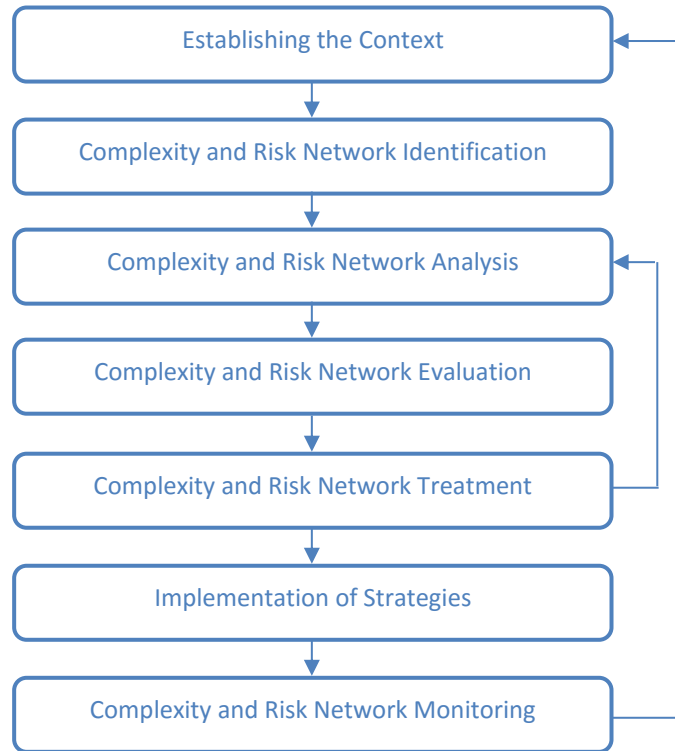 Establishing the Context
Complexity and Risk Network Identification
Complexity and Risk Network Analysis
Complexity and Risk Network Evaluation
Complexity and Risk Network Treatment
Implementation of Strategies
Complexity and Risk Network Monitoring